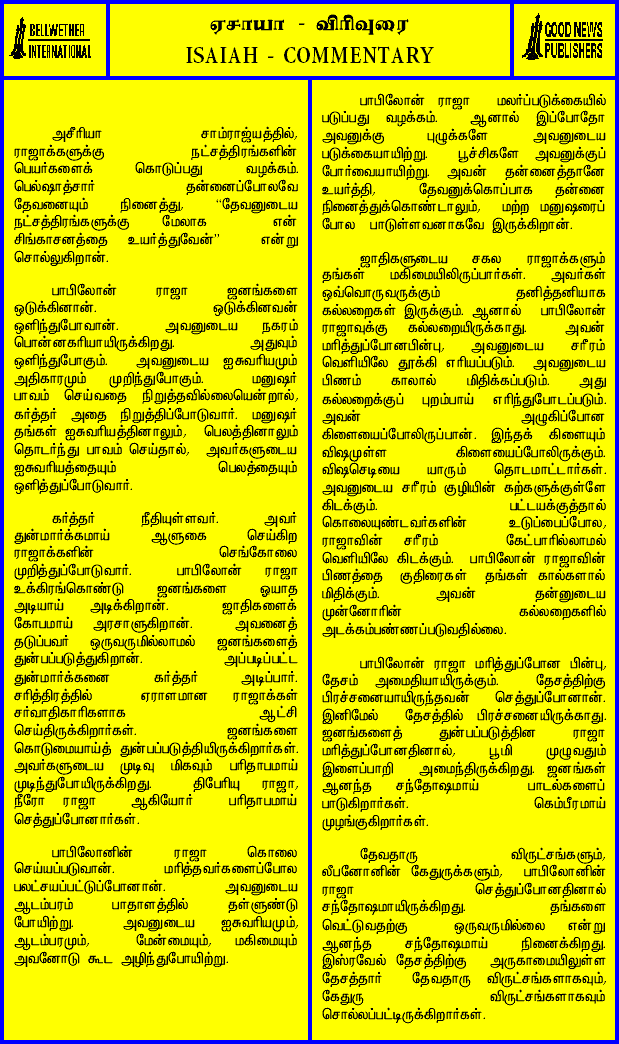 BELLWETHER
INTERNATIONAL
ஏசாயா - விரிவுரை
ISAIAH - COMMENTARY
GOOD NEWS
PUBLISHERS
அசீரியா சாம்ராஜ்யத்தில்,
ராஜாக்களுக்கு நட்சத்திரங்களின்
பெயர்களைக் கொடுப்பது வழக்கம்.
பெல்ஷாத்சார் தன்னைப்போலவே
தேவனையும் நினைத்து, “தேவனுடைய
நட்சத்திரங்களுக்கு மேலாக என்
சிங்காசனத்தை உயர்த்துவேன்” என்று
சொல்லுகிறான்.
பாபிலோன் ராஜா ஜனங்களை
ஒடுக்கினான். ஒடுக்கினவன்
ஒளிந்துபோவான். அவனுடைய நகரம்
பொன்னகரியாயிருக்கிறது. அதுவும்
ஒளிந்துபோகும். அவனுடைய ஐசுவரியமும்
அதிகாரமும் முறிந்துபோகும். மனுஷர்
பாவம் செய்வதை நிறுத்தவில்லையென்றால்,
கர்த்தர் அதை நிறுத்திப்போடுவார். மனுஷர்
தங்கள் ஐசுவரியத்தினாலும், பெலத்தினாலும்
தொடர்ந்து பாவம் செய்தால், அவர்களுடைய
ஐசுவரியத்தையும் பெலத்தையும்
ஒளித்துப்போடுவார்.
கர்த்தர் நீதியுள்ளவர். அவர்
துன்மார்க்கமாய் ஆளுகை செய்கிற
ராஜாக்களின் செங்கோலை
முறித்துப்போடுவார். பாபிலோன் ராஜா
உக்கிரங்கொண்டு ஜனங்களை ஓயாத
அடியாய் அடிக்கிறான். ஜாதிகளைக்
கோபமாய் அரசாளுகிறான். அவனைத்
தடுப்பவர் ஒருவருமில்லாமல் ஜனங்களைத்
துன்பப்படுத்துகிறான். அப்படிப்பட்ட
துன்மார்க்கனை கர்த்தர் அடிப்பார்.
சரித்திரத்தில் ஏராளமான ராஜாக்கள்
சர்வாதிகாரிகளாக ஆட்சி
செய்திருக்கிறார்கள். ஜனங்களை
கொடுமையாய்த் துன்பப்படுத்தியிருக்கிறார்கள்.
அவர்களுடைய முடிவு மிகவும் பரிதாபமாய்
முடிந்துபோயிருக்கிறது. திபேரியு ராஜா,
நீரோ ராஜா ஆகியோர் பரிதாபமாய்
செத்துப்போனார்கள்.
பாபிலோனின் ராஜா கொலை
செய்யப்படுவான். மரித்தவர்களைப்போல
பலட்சயப்பட்டுப்போனான். அவனுடைய
ஆடம்பரம் பாதாளத்தில் தள்ளுண்டு
போயிற்று. அவனுடைய ஐசுவரியமும்,
ஆடம்பரமும், மேன்மையும், மகிமையும்
அவனோடு கூட அழிந்துபோயிற்று.
பாபிலோன் ராஜா மலர்ப்படுக்கையில்
படுப்பது வழக்கம். ஆனால் இப்போதோ
அவனுக்கு புழுக்களே அவனுடைய
படுக்கையாயிற்று. பூச்சிகளே அவனுக்குப்
போர்வையாயிற்று. அவன் தன்னைத்தானே
உயர்த்தி, தேவனுக்கொப்பாக தன்னை
நினைத்துக்கொண்டாலும், மற்ற மனுஷரைப்
போல பாடுள்ளவனாகவே இருக்கிறான்.
ஜாதிகளுடைய சகல ராஜாக்களும்
தங்கள் மகிமையிலிருப்பார்கள். அவர்கள்
ஒவ்வொருவருக்கும் தனித்தனியாக
கல்லறைகள் இருக்கும். ஆனால் பாபிலோன்
ராஜாவுக்கு கல்லறையிருக்காது. அவன்
மரித்துப்போனபின்பு, அவனுடைய சரீரம்
வெளியிலே தூக்கி எரியப்படும். அவனுடைய
பிணம் காலால் மிதிக்கப்படும். அது
கல்லறைக்குப் புறம்பாய் எரிந்துபோடப்படும்.
அவன் அழுகிப்போன
கிளையைப்போலிருப்பான். இந்தக் கிளையும்
விஷமுள்ள கிளையைப்போலிருக்கும்.
விஷசெடியை யாரும் தொடமாட்டார்கள்.
அவனுடைய சரீரம் குழியின் கற்களுக்குள்ளே
கிடக்கும். பட்டயக்குத்தால்
கொலையுண்டவர்களின் உடுப்பைப்போல,
ராஜாவின் சரீரம் கேட்பாரில்லாமல்
வெளியிலே கிடக்கும். பாபிலோன் ராஜாவின்
பிணத்தை குதிரைகள் தங்கள் கால்களால்
மிதிக்கும். அவன் தன்னுடைய
முன்னோரின் கல்லறைகளில்
அடக்கம்பண்ணப்படுவதில்லை.
பாபிலோன் ராஜா மரித்துப்போன பின்பு,
தேசம் அமைதியாயிருக்கும். தேசத்திற்கு
பிரச்சனையாயிருந்தவன் செத்துப்போனான்.
இனிமேல் தேசத்தில் பிரச்சனையிருக்காது.
ஜனங்களைத் துன்பப்படுத்தின ராஜா
மரித்துப்போனதினால், பூமி முழுவதும்
இளைப்பாறி அமைந்திருக்கிறது. ஜனங்கள்
ஆனந்த சந்தோஷமாய் பாடல்களைப்
பாடுகிறார்கள். கெம்பீரமாய்
முழங்குகிறார்கள்.
தேவதாரு விருட்சங்களும்,
லீபனோனின் கேதுருக்களும், பாபிலோனின்
ராஜா செத்துப்போனதினால்
சந்தோஷமாயிருக்கிறது. தங்களை
வெட்டுவதற்கு ஒருவருமில்லை என்று
ஆனந்த சந்தோஷமாய் நினைக்கிறது.
இஸ்ரவேல் தேசத்திற்கு அருகாமையிலுள்ள
தேசத்தார் தேவதாரு விருட்சங்களாகவும்,
கேதுரு விருட்சங்களாகவும்
சொல்லப்பட்டிருக்கிறார்கள்.